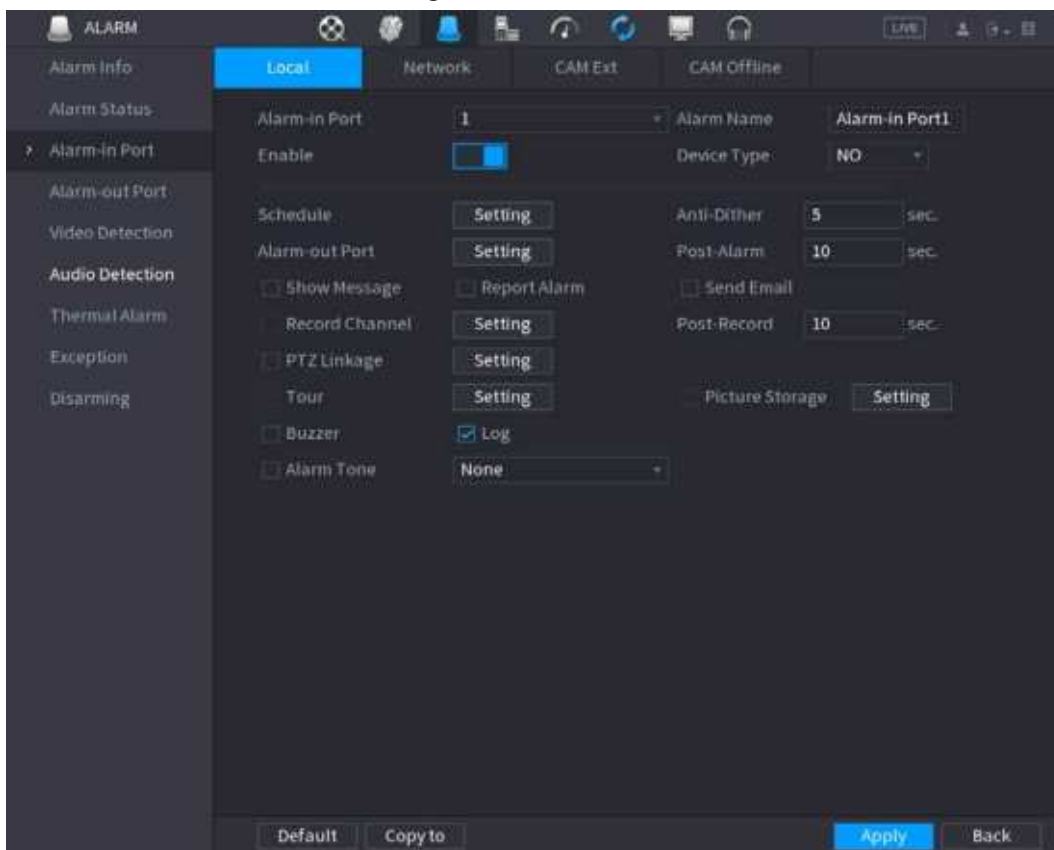 ALARM
LIVE
Alarm Info
Alarm Status
Alarm-in Port
Alarm-out Port
Video Detection
Audio Detection
Thermal Alarm
Exception
Disarming
Local Network CAM Ext CAM Offline
Alarm-in Port 1 Alarm Name Alarm-in Port1
Enable Device Type NO
Schedule Setting Anti-Dither 5 sec.
Alarm-out Port Setting Post-Alarm 10 sec.
Show Message Report Alarm Send Email
Record Channel Setting Post-Record 10 sec.
PTZ Linkage Setting
Tour Setting Picture Storage Setting
Buzzer Log
Alarm Tone None
Default Copy to Apply Back